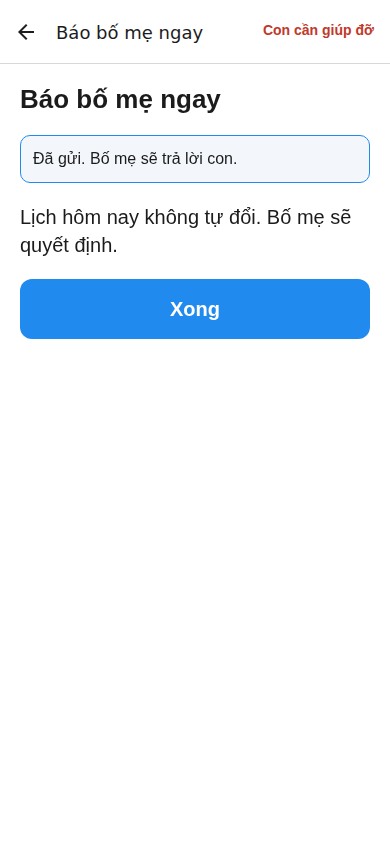 Báo bố mẹ ngay
Con cần giúp đỡ
Báo bố mẹ ngay
Đã gửi. Bố mẹ sẽ trả lời con.
Lịch hôm nay không tự đổi. Bố mẹ sẽ
quyết định.
Xong